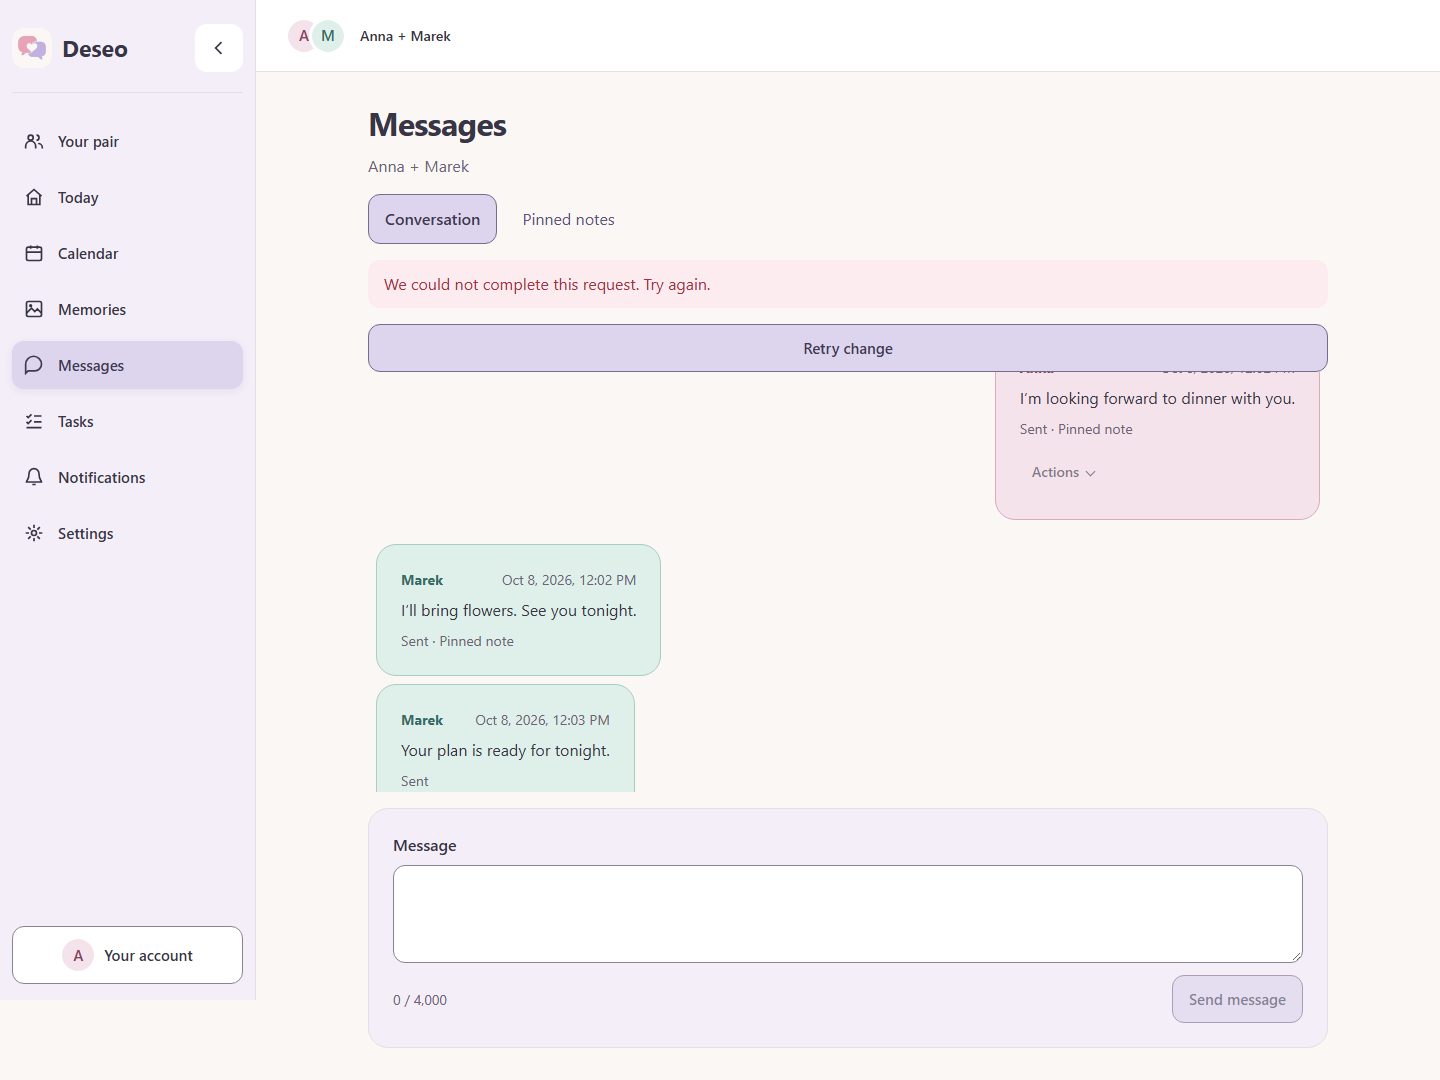 Deseo
Your pair
Today
Calendar
Memories
Messages
Tasks
Notifications
Settings
A Your account
A M Anna + Marek
Messages
Anna + Marek
Conversation Pinned notes
We could not complete this request. Try again.
Retry change
I'm looking forward to dinner with you.
Sent · Pinned note
Actions
Marek Oct 8, 2026, 12:02 PM
I'll bring flowers. See you tonight.
Sent · Pinned note
Marek Oct 8, 2026, 12:03 PM
Your plan is ready for tonight.
Sent
Message
0 / 4,000
Send message